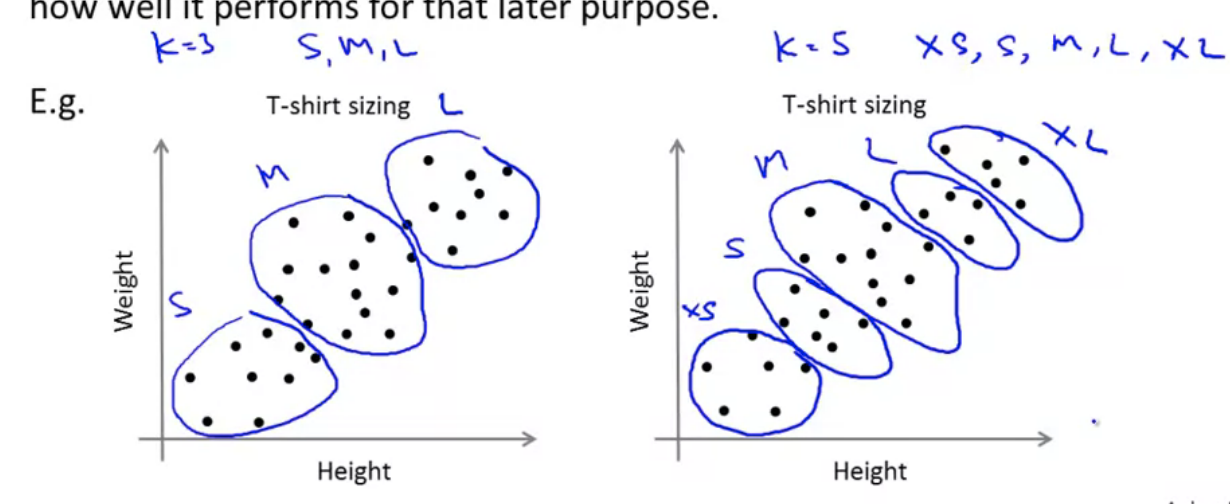 how well it performs for that later purpose.
K=3 S, M, L
K=5 XS, S, M, L, XL
E.g.
T-shirt sizing L
M
S
Weight
Height
T-shirt sizing
XL
L
M
S
XS
Weight
Height